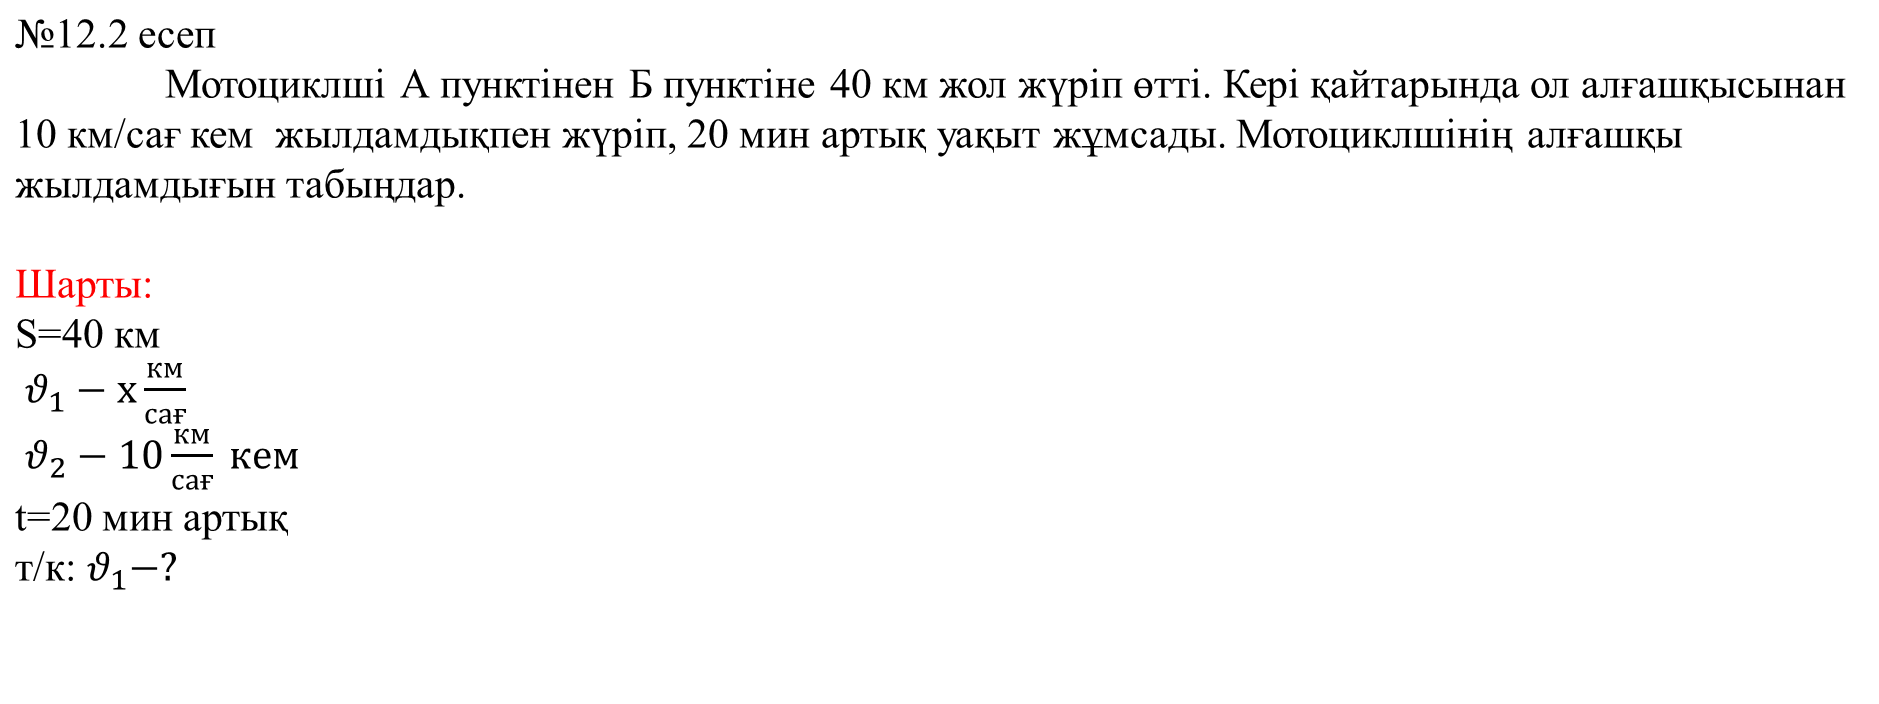 №12.2 есеп
Мотоциклші А пунктінен Б пунктіне 40 км жол жүріп өтті. Кері қайтарында ол алғашқысынан
10 км/сағ кем жылдамдықпен жүріп, 20 мин артық уақыт жұмсады. Мотоциклшінің алғашқы
жылдамдығын табыңдар.
Шарты:
S=40 км
𝜗₁ − х км/сағ
𝜗₂ − 10 км/сағ кем
t=20 мин артық
т/к: 𝜗₁−?